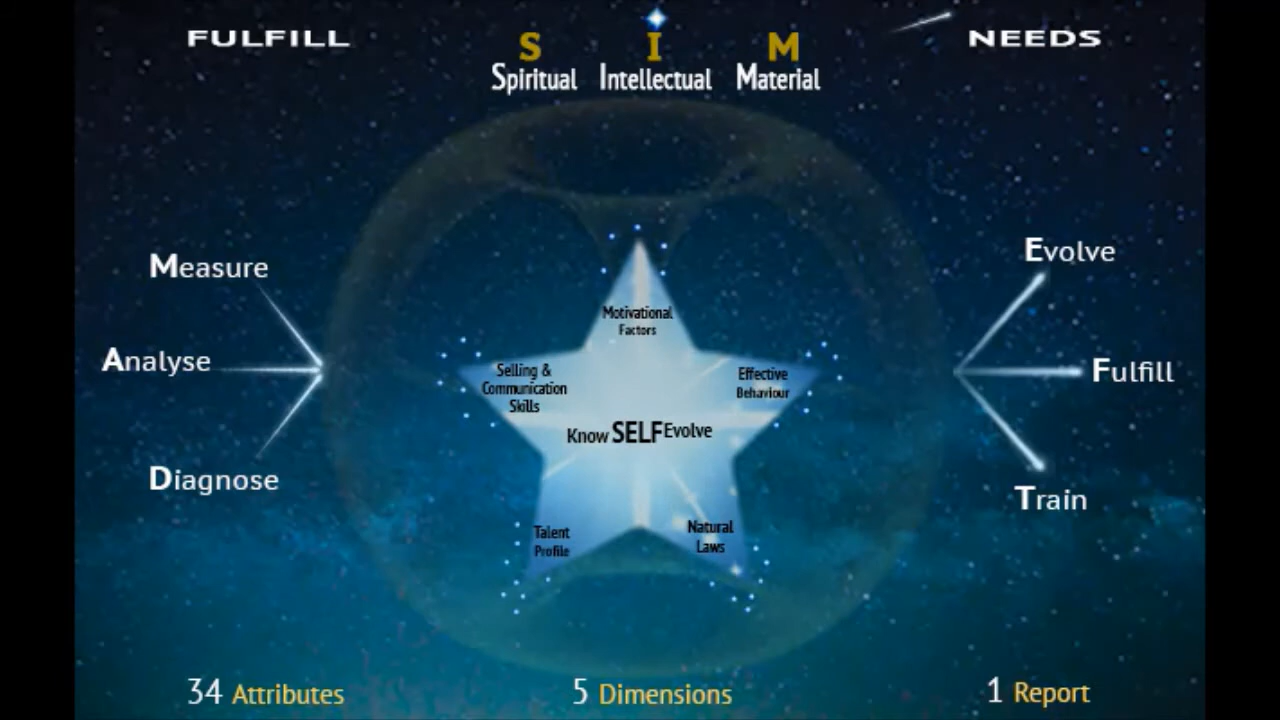 FULFILL
S I M
NEEDS
Spiritual Intellectual Material
Measure
Analyse
Diagnose
Motivational
Factors
Selling &
Communication
Skills
Effective
Behaviour
Know SELF Evolve
Talent
Profile
Natural
Laws
Evolve
Fulfill
Train
34 Attributes
5 Dimensions
1 Report